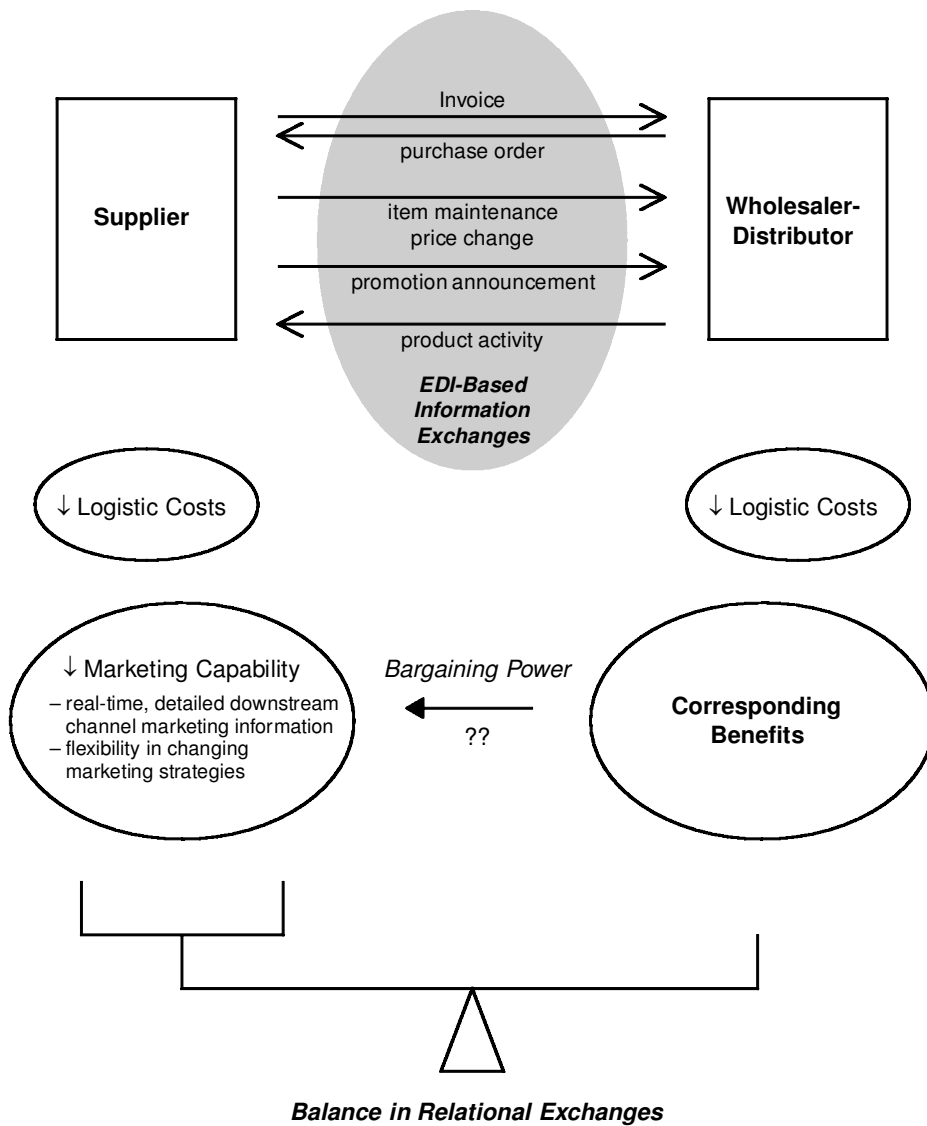 Invoice
purchase order
Supplier
item maintenance
price change
Wholesaler-
Distributor
promotion announcement
product activity
EDI-Based
Information
Exchanges
↓ Logistic Costs
↓ Logistic Costs
↓ Marketing Capability
– real-time, detailed downstream
channel marketing information
– flexibility in changing
marketing strategies
Bargaining Power
??
Corresponding
Benefits
Balance in Relational Exchanges